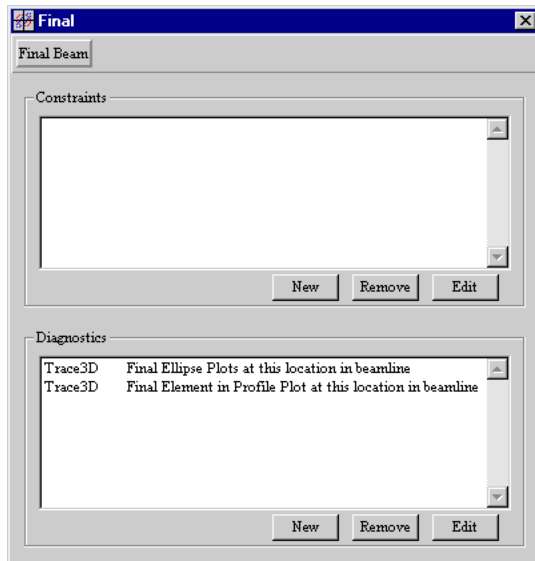 Final
Final Beam
Constraints
New Remove Edit
Diagnostics
Trace3D Final Ellipse Plots at this location in beamline
Trace3D Final Element in Profile Plot at this location in beamline
New Remove Edit